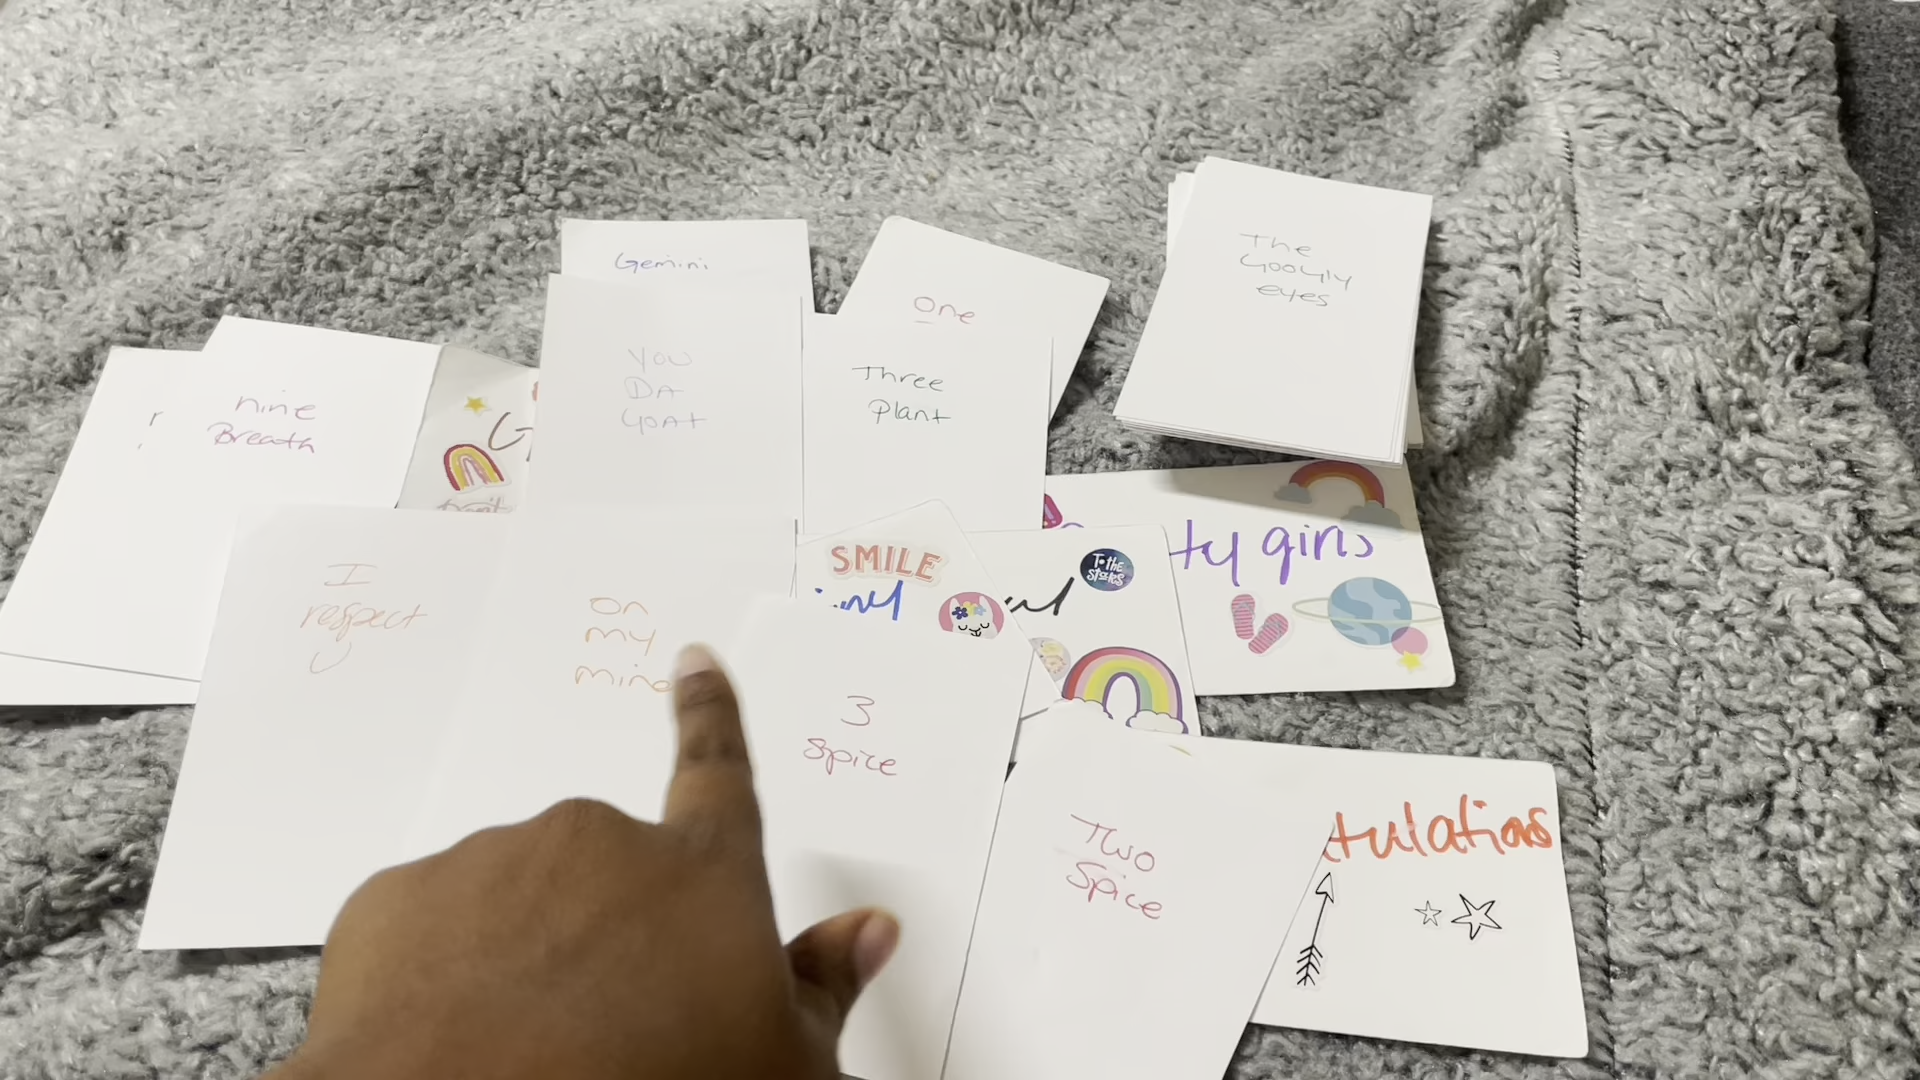 Gemini
One
The
Googly
eyes
You
DA
GOAT
Three
Plant
nine
Breath
SMILE
To the
stars
ty girls
I
respect
U
on
my
mind
3
Spice
Two
Spice
tulations